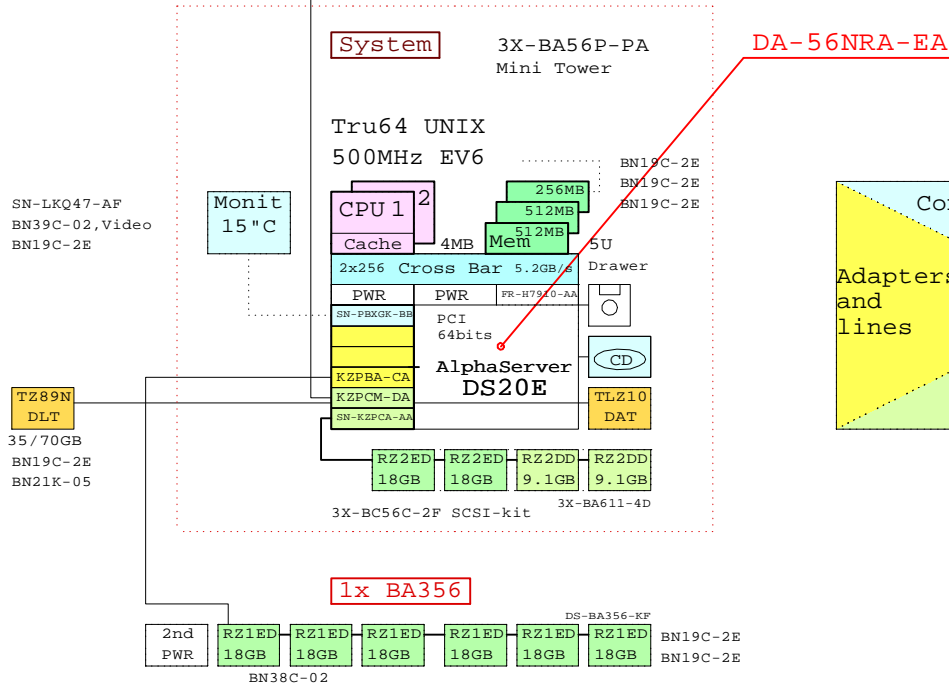 System
3X-BA56P-PA
Mini Tower
DA-56NRA-EA
Tru64 UNIX
500MHz EV6
BN19C-2E
BN19C-2E
BN19C-2E
SN-LKQ47-AF
BN39C-02,Video
BN19C-2E
Monit
15"C
CPU 1
2
Cache
4MB
256MB
512MB
512MB
Mem
5U
Drawer
2x256 Cross Bar 5.2GB/s
PWR
PWR
FR-H7910-AA
SN-PBXGK-BB
PCI
64bits
AlphaServer
DS20E
CD
KZPBA-CA
KZPCM-DA
SN-KZPCA-AA
TZ89N
DLT
35/70GB
BN19C-2E
BN21K-05
TLZ10
DAT
RZ2ED
18GB
RZ2ED
18GB
RZ2DD
9.1GB
RZ2DD
9.1GB
3X-BC56C-2F SCSI-kit
3X-BA611-4D
Adapters
and
lines
1x BA356
DS-BA356-KF
2nd
PWR
RZ1ED
18GB
RZ1ED
18GB
RZ1ED
18GB
RZ1ED
18GB
RZ1ED
18GB
RZ1ED
18GB
BN19C-2E
BN19C-2E
BN38C-02